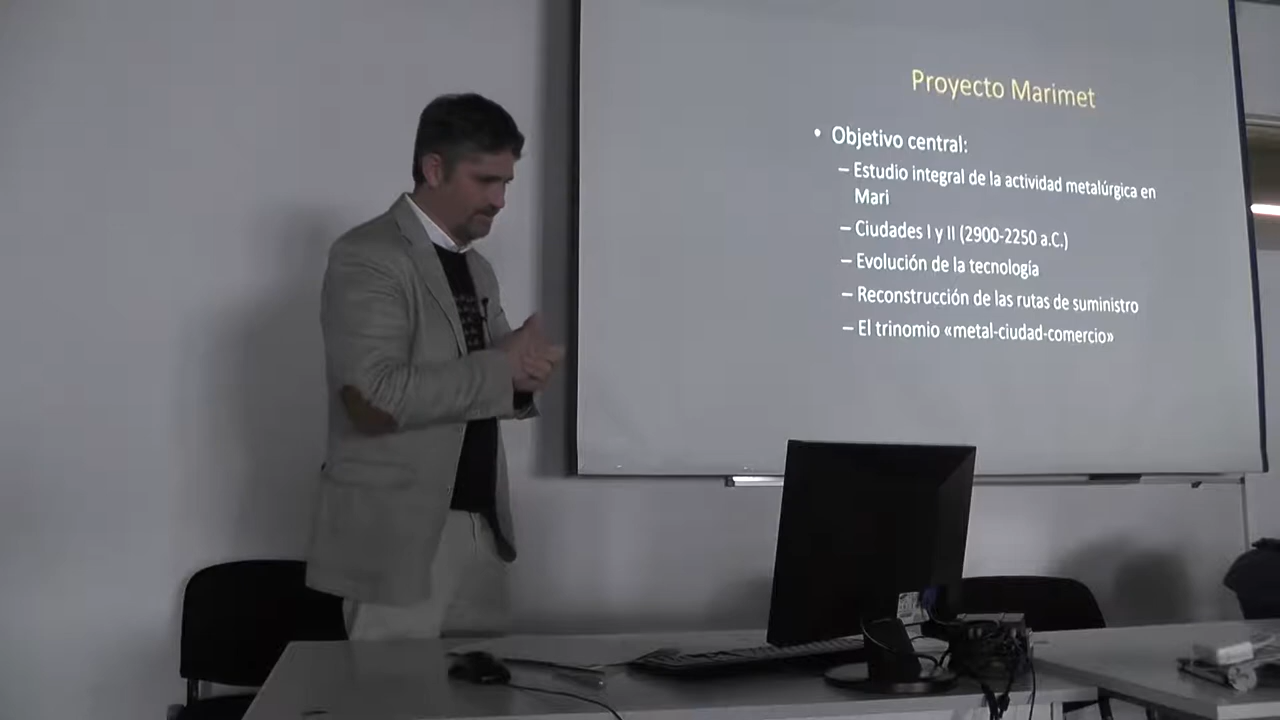 Proyecto Marimet
• Objetivo central:
– Estudio integral de la actividad metalúrgica en
Mari
– Ciudades I y II (2900-2250 a.C.)
– Evolución de la tecnología
– Reconstrucción de las rutas de suministro
– El trinomio «metal-ciudad-comercio»